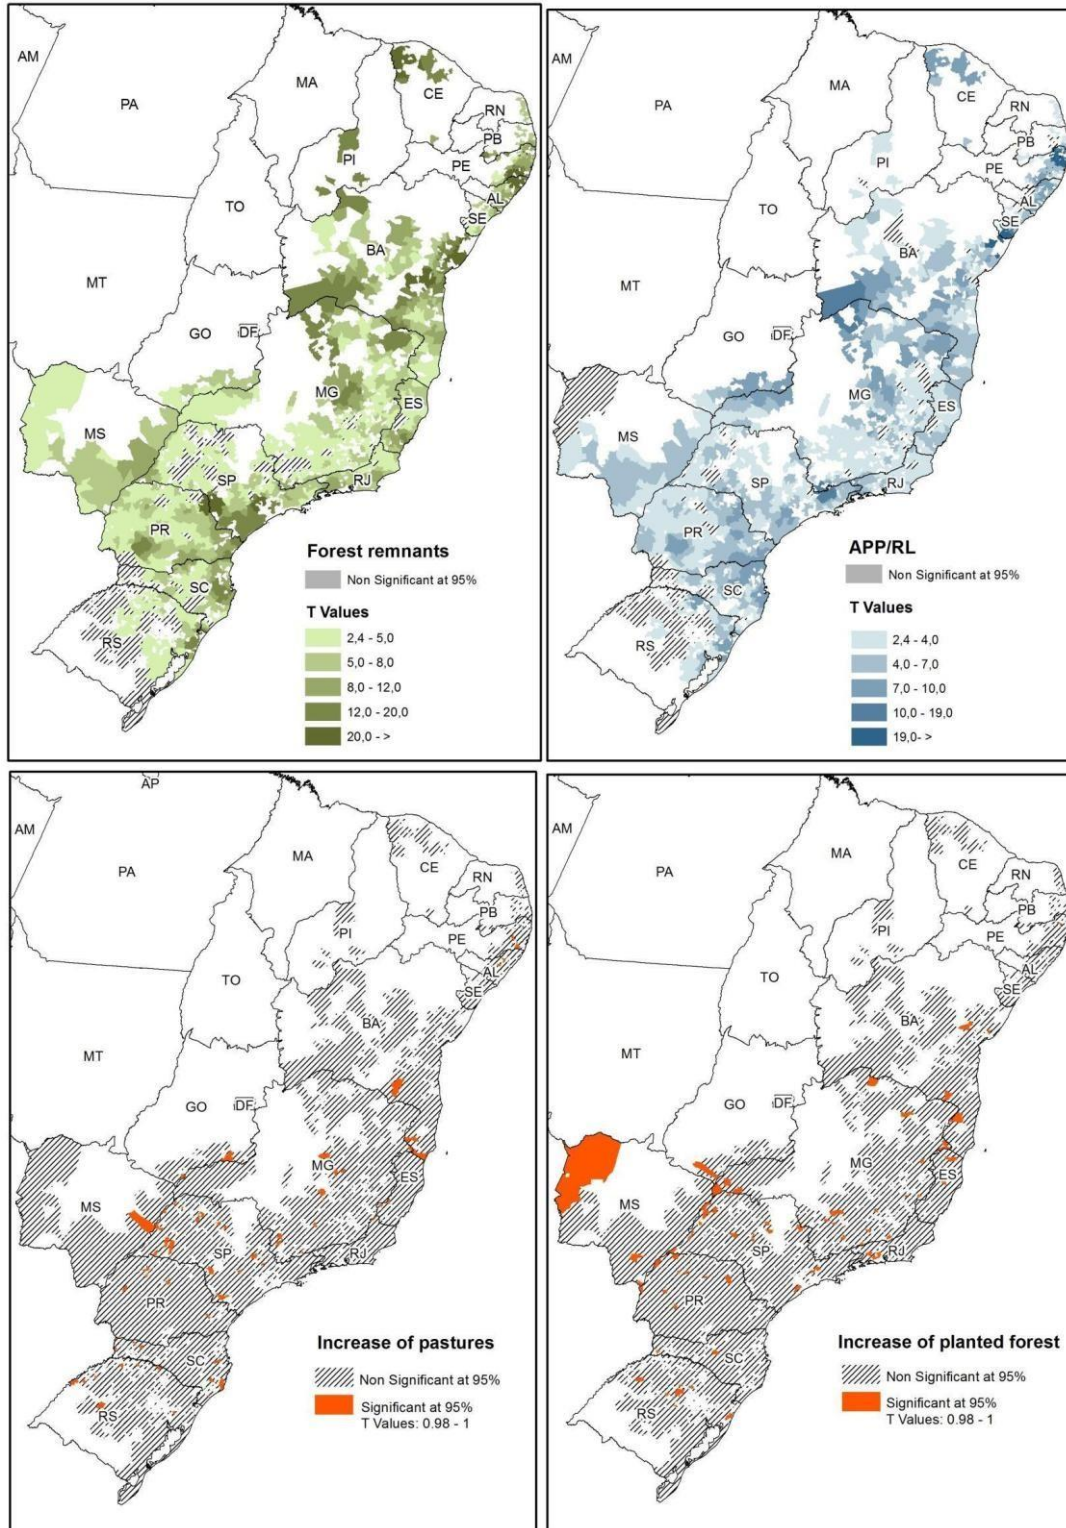 AM
PA
MA
CE
RN
PB
PI
PE
AL
SE
TO
BA
MT
GO
DF
MG
ES
MS
SP
RJ
PR
SC
RS
Forest remnants
Non Significant at 95%
T Values
2,4 - 5,0
5,0 - 8,0
8,0 - 12,0
12,0 - 20,0
20,0 - >
AM
PA
MA
CE
RN
PB
PI
PE
AL
SE
TO
BA
MT
GO
DF
MG
ES
MS
SP
RJ
PR
SC
RS
APP/RL
Non Significant at 95%
T Values
2,4 - 4,0
4,0 - 7,0
7,0 - 10,0
10,0 - 19,0
19,0- >
AP
AM
PA
MA
CE
RN
PB
PI
PE
AL
SE
TO
BA
MT
GO
DF
MG
ES
MS
SP
RJ
PR
SC
RS
Increase of pastures
Non Significant at 95%
Significant at 95%
T Values: 0.98 - 1
AM
PA
MA
CE
RN
PB
PI
PE
AL
SE
TO
BA
MT
GO
DF
MG
ES
MS
SP
RJ
PR
SC
RS
Increase of planted forest
Non Significant at 95%
Significant at 95%
T Values: 0.98 - 1